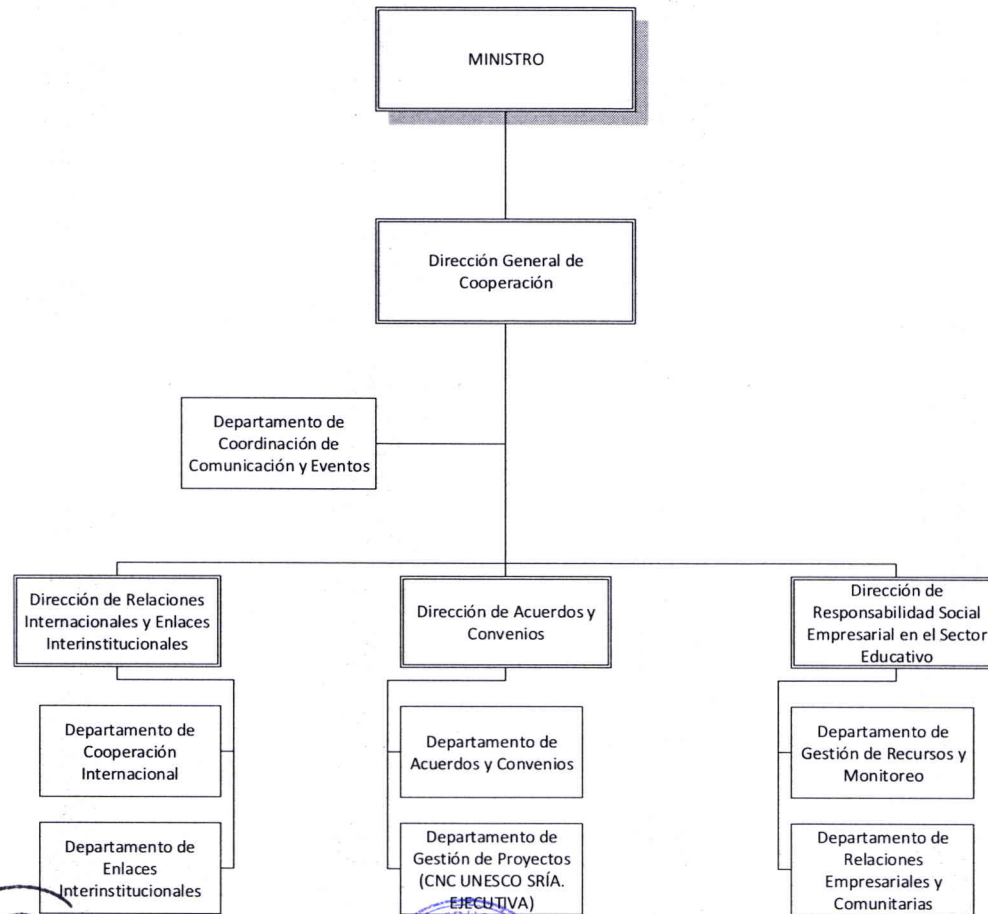 MINISTRO
Dirección General de
Cooperación
Departamento de
Coordinación de
Comunicación y Eventos
Dirección de Relaciones
Internacionales y Enlaces
Interinstitucionales
Dirección de Acuerdos y
Convenios
Dirección de
Responsabilidad Social
Empresarial en el Sector
Educativo
Departamento de
Cooperación
Internacional
Departamento de
Acuerdos y Convenios
Departamento de
Gestión de Recursos y
Monitoreo
Departamento de
Enlaces
Interinstitucionales
Departamento de
Gestión de Proyectos
(CNC UNESCO SRÍA.
EJECUTIVA)
Departamento de
Relaciones
Empresariales y
Comunitarias